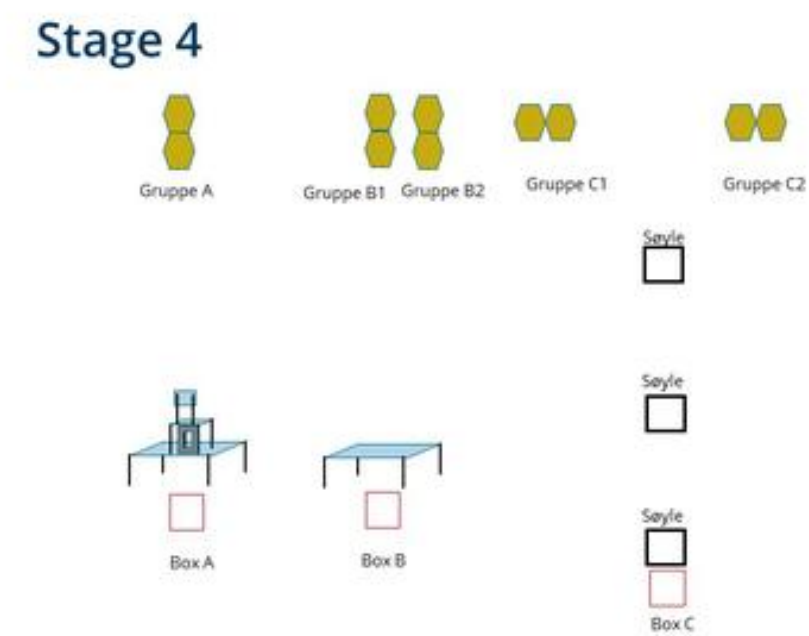 Stage 4
Gruppe A
Gruppe B1
Gruppe B2
Gruppe C1
Gruppe C2
Søyle
Søyle
Søyle
Box A
Box B
Box C